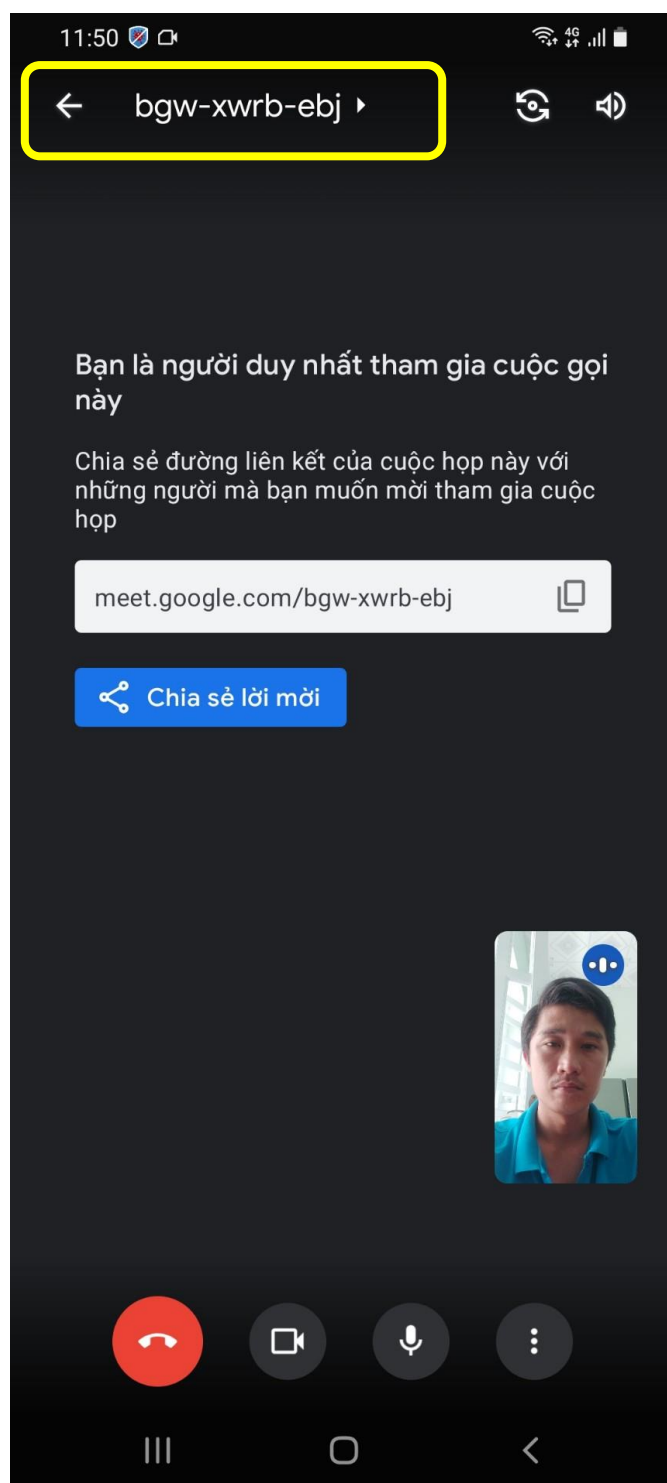 11:50
4G
bgw-xwrb-ebj
Bạn là người duy nhất tham gia cuộc gọi
này
Chia sẻ đường liên kết của cuộc họp này với
những người mà bạn muốn mời tham gia cuộc
họp
meet.google.com/bgw-xwrb-ebj
Chia sẻ lời mời